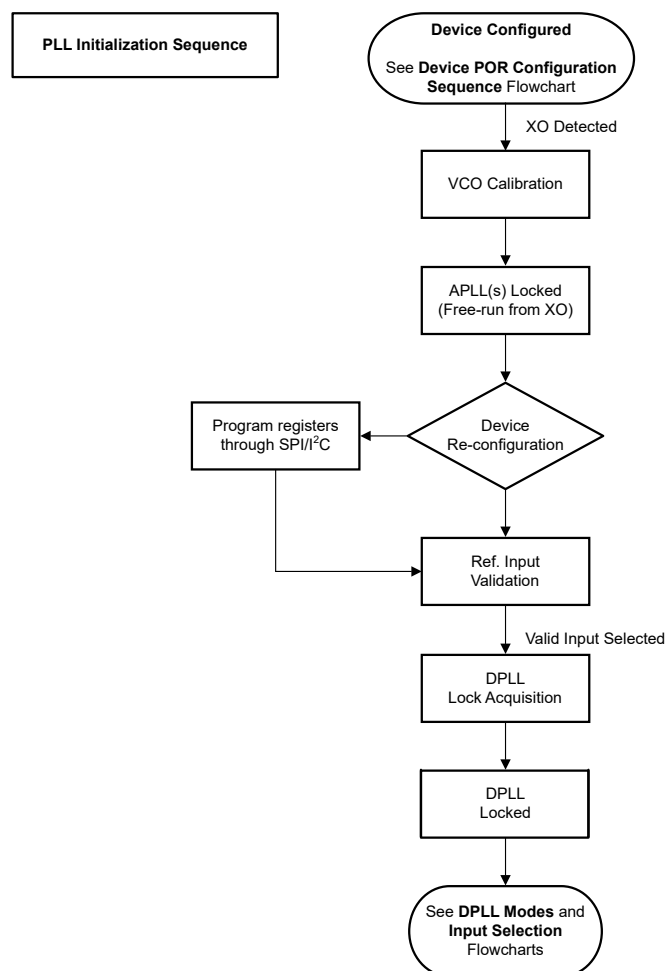 PLL Initialization Sequence
Device Configured
See Device POR Configuration
Sequence Flowchart
XO Detected
VCO Calibration
APLL(s) Locked
(Free-run from XO)
Device
Re-configuration
Program registers
through SPI/I²C
Ref. Input
Validation
Valid Input Selected
DPLL
Lock Acquisition
DPLL
Locked
See DPLL Modes and
Input Selection
Flowcharts